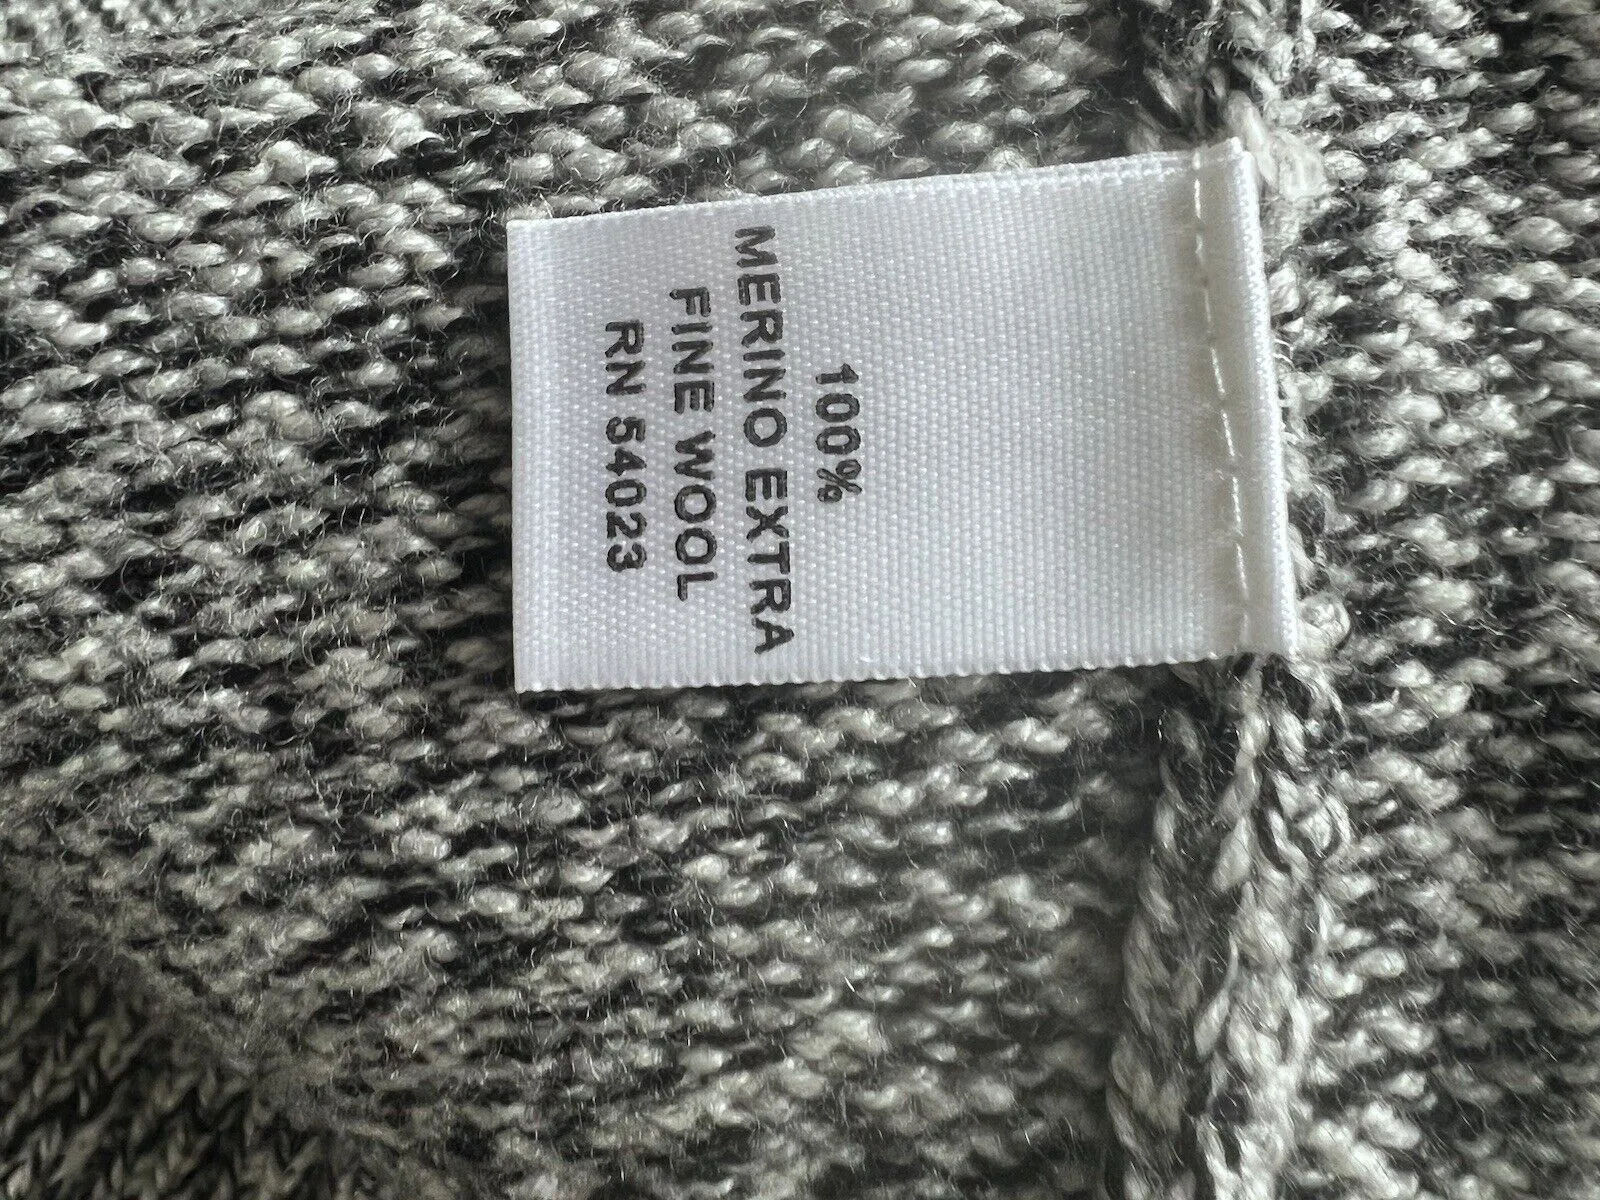 100%
MERINO EXTRA
FINE WOOL
RN 54023